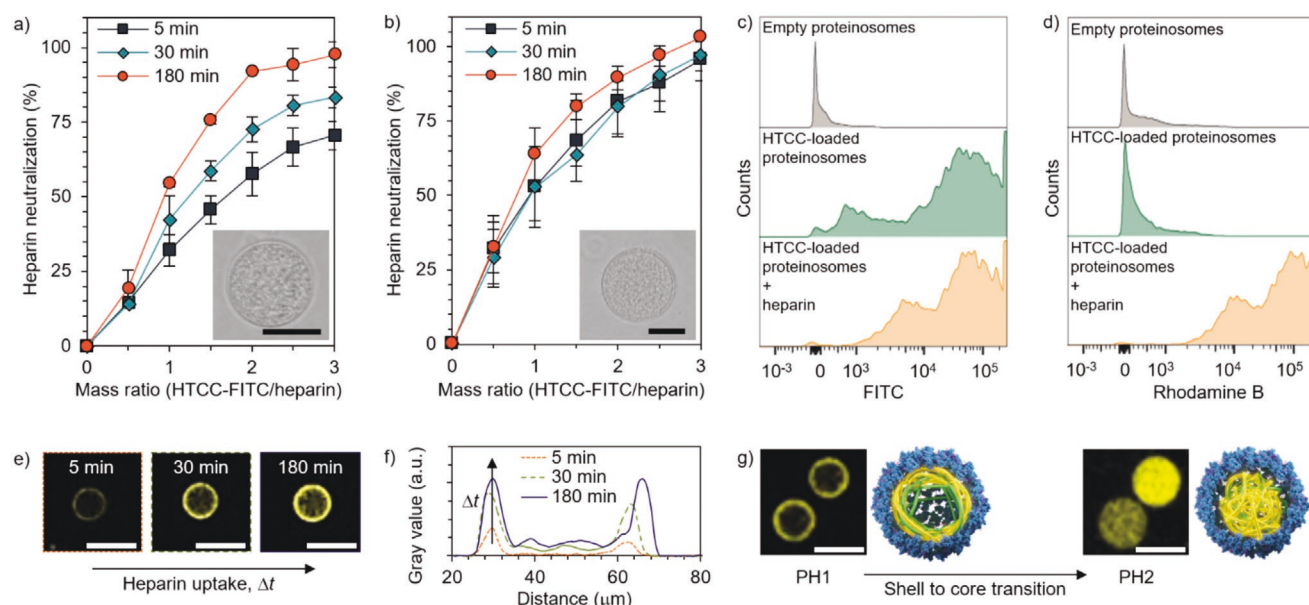 a)
5 min
30 min
180 min
Heparin neutralization (%)
100
75
50
25
0
0 1 2 3
Mass ratio (HTCC-FITC/heparin)
b)
5 min
30 min
180 min
Heparin neutralization (%)
100
75
50
25
0
0 1 2 3
Mass ratio (HTCC-FITC/heparin)
c)
Empty proteinosomes
HTCC-loaded
proteinosomes
HTCC-loaded
proteinosomes
+
heparin
Counts
-10⁻³ 0 10³ 10⁴ 10⁵
FITC
d)
Empty proteinosomes
HTCC-loaded proteinosomes
HTCC-loaded
proteinosomes
+
heparin
Counts
-10⁻³ 0 10³ 10⁴ 10⁵
Rhodamine B
e)
5 min
30 min
180 min
Heparin uptake, Δt
f)
5 min
30 min
180 min
Δt
Gray value (a.u.)
20 40 60 80
Distance (μm)
g)
PH1
PH2
Shell to core transition